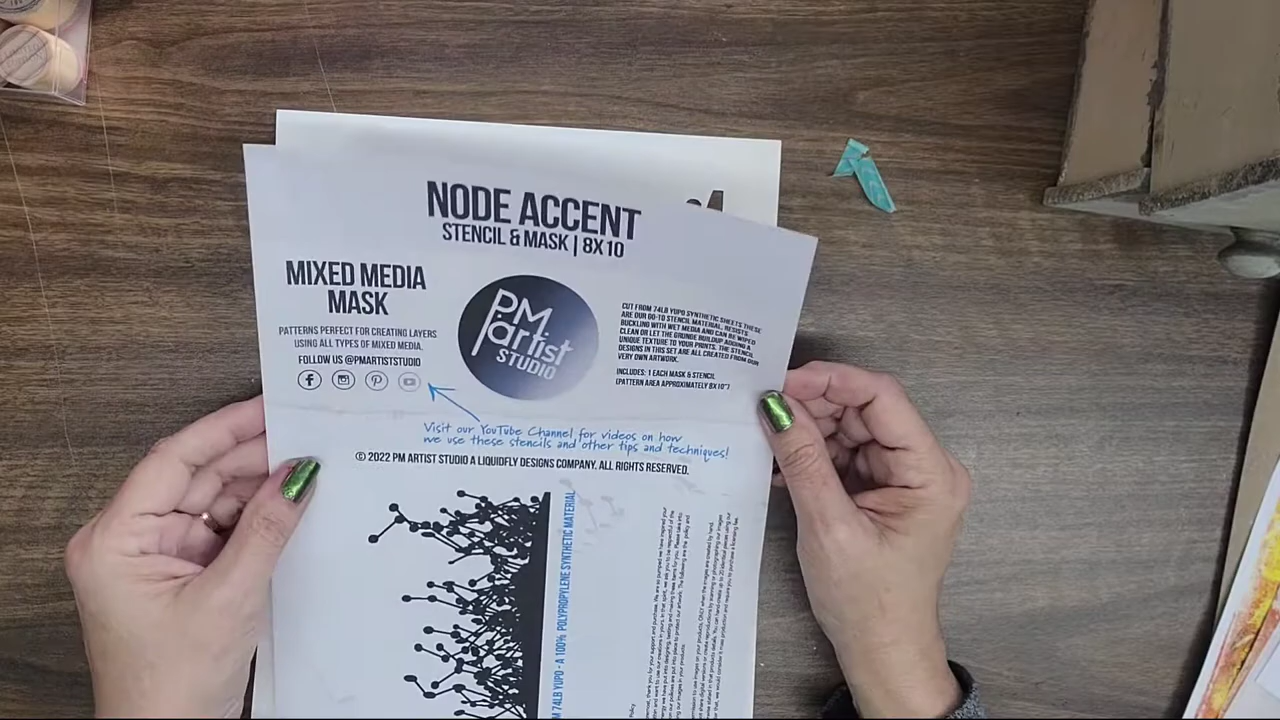 NODE ACCENT
STENCIL & MASK | 8X10
MIXED MEDIA
MASK
PATTERNS PERFECT FOR CREATING LAYERS
USING ALL TYPES OF MIXED MEDIA.
FOLLOW US @PMARTISTSTUDIO
PM
artist
STUDIO
CUT FROM 74LB YUPO SYNTHETIC SHEETS THESE
ARE OUR GO-TO STENCIL MATERIAL. RESISTS
BUCKLING WITH WET MEDIA AND CAN BE WIPED
CLEAN OR LET THE GRUNGE BUILDUP ADDING A
UNIQUE TEXTURE TO YOUR PRINTS. THE STENCIL
DESIGNS IN THIS SET ARE ALL CREATED FROM OUR
VERY OWN ARTWORK.
INCLUDES: 1 EACH MASK & STENCIL
(PATTERN AREA APPROXIMATELY 8X10")
Visit our YouTube Channel for videos on how
we use these stencils and other tips and techniques!
© 2022 PM ARTIST STUDIO A LIQUIDFLY DESIGNS COMPANY. ALL RIGHTS RESERVED.
74LB YUPO - A 100% POLYPROPYLENE SYNTHETIC MATERIAL